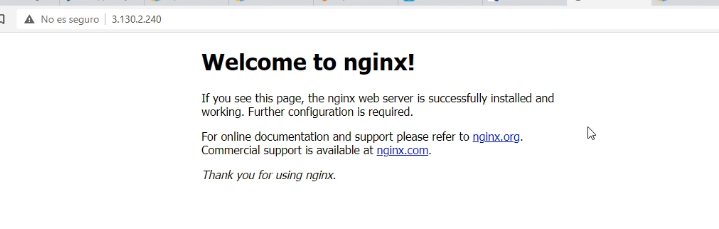 No es seguro
3.130.2.240
Welcome to nginx!
If you see this page, the nginx web server is successfully installed and
working. Further configuration is required.
For online documentation and support please refer to nginx.org.
Commercial support is available at nginx.com.
Thank you for using nginx.